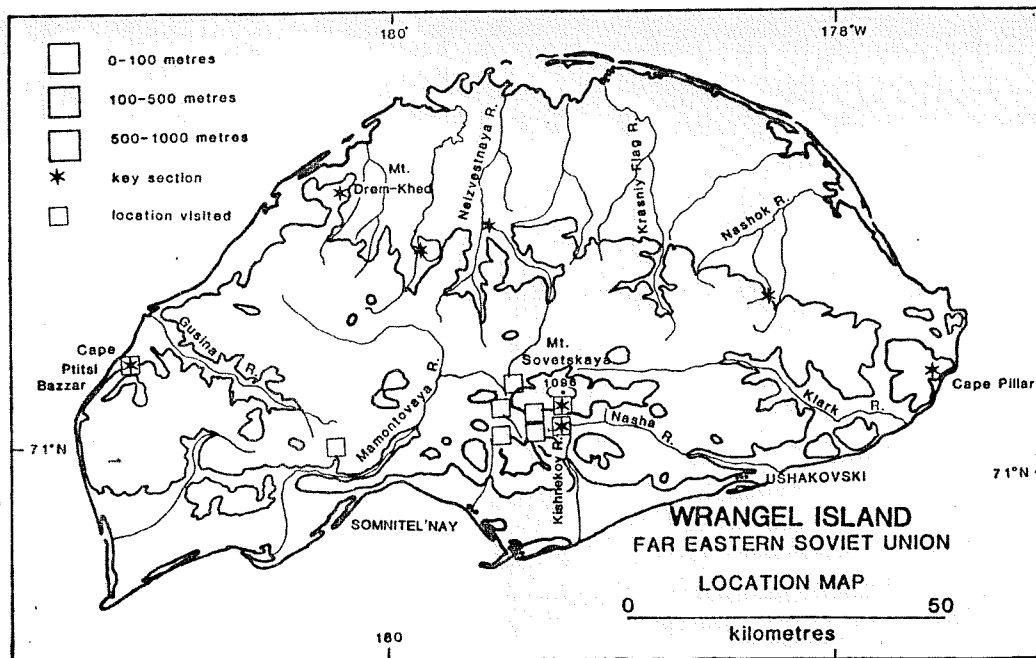 180
178°W
0-100 metres
100-500 metres
500-1000 metres
key section
location visited
Mt.
Drem-Khed
Neizvestnaya R.
Krasniy Flag R.
Nashok R.
Gusina R.
Cape
Ptitsi
Bazzar
Mamontovaya R.
Mt.
Sovetskaya
1096
Cape Pillar
Klark R.
Nasha R.
Kishnekov R.
71°N
71°N
USHAKOVSKI
SOMNITEL'NAY
WRANGEL ISLAND
FAR EASTERN SOVIET UNION
LOCATION MAP
0 50
kilometres
180